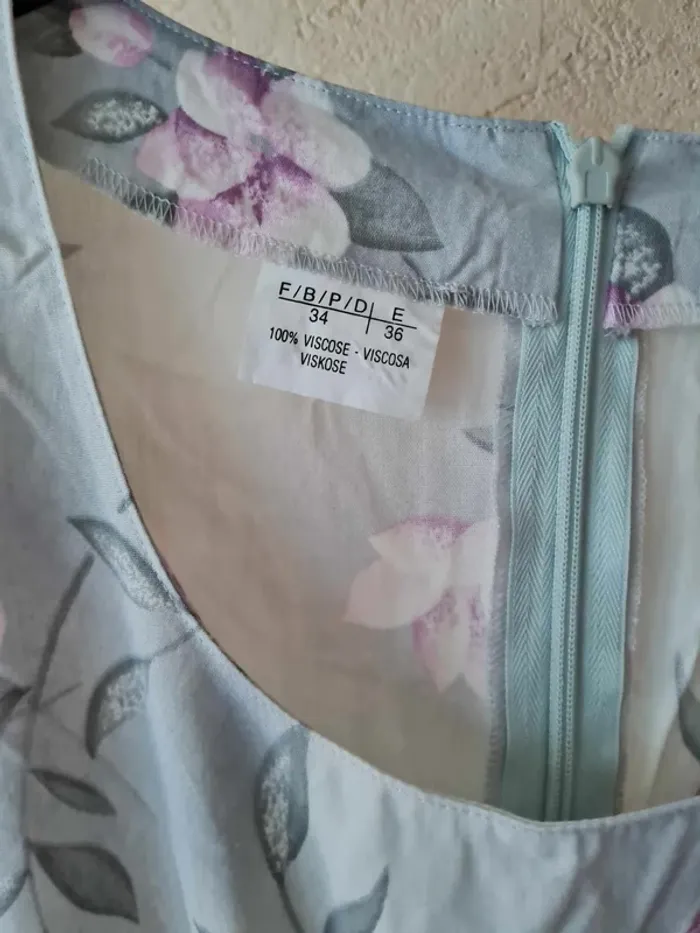 F/B/P/D E
34 36
100% VISCOSE - VISCOSA
VISKOSE